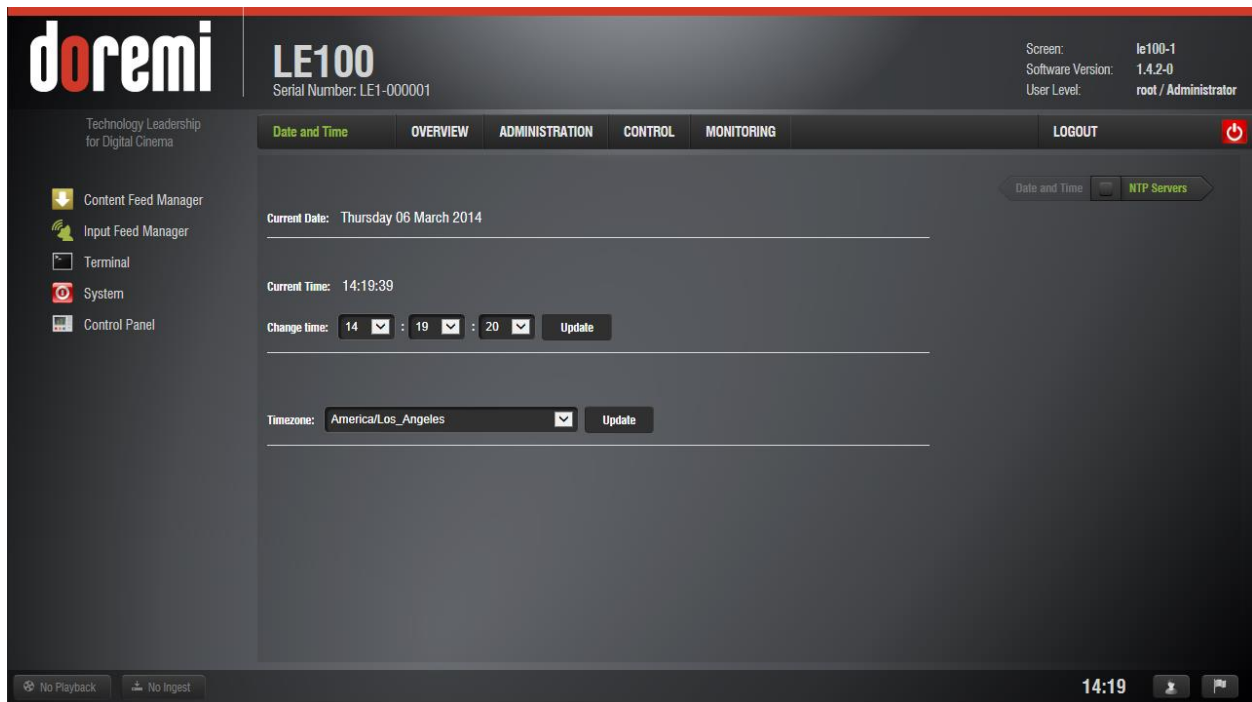 doremi
Technology Leadership
for Digital Cinema
LE100
Serial Number: LE1-000001
Screen: le100-1
Software Version: 1.4.2-0
User Level: root / Administrator
Date and Time OVERVIEW ADMINISTRATION CONTROL MONITORING LOGOUT
Content Feed Manager
Input Feed Manager
Terminal
System
Control Panel
Date and Time NTP Servers
Current Date: Thursday 06 March 2014
Current Time: 14:19:39
Change time: 14 : 19 : 20 Update
Timezone: America/Los_Angeles Update
No Playback No Ingest 14:19